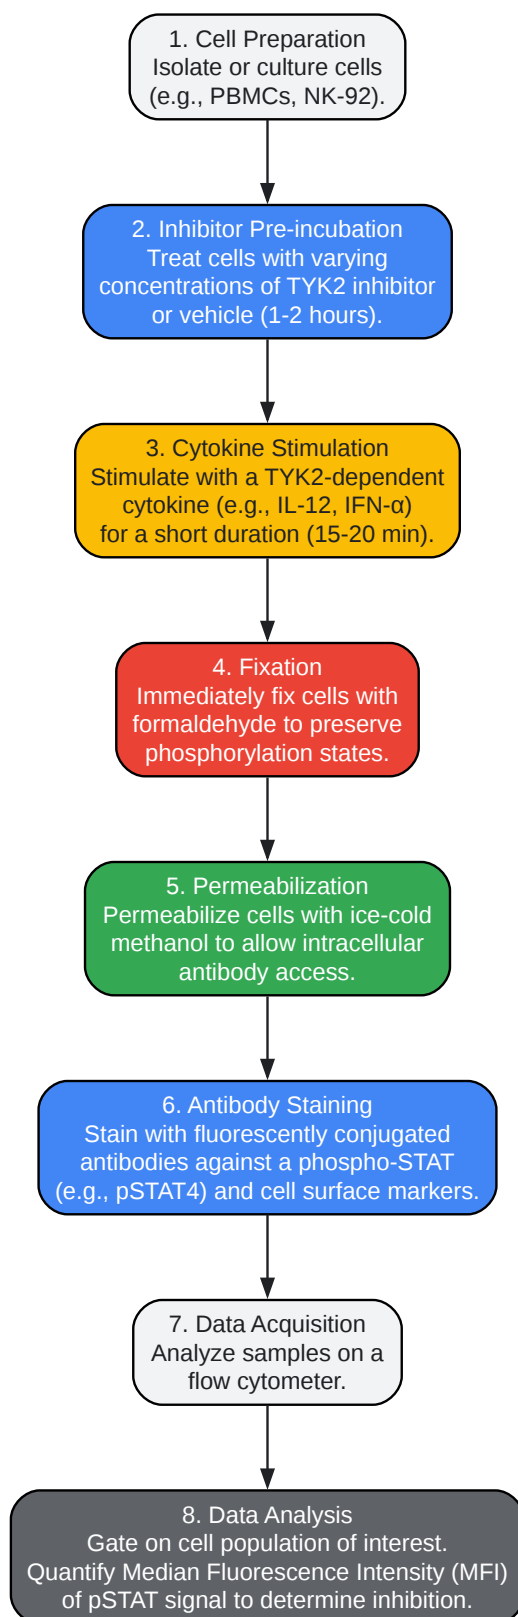 1. Cell Preparation
Isolate or culture cells
(e.g., PBMCs, NK-92).
2. Inhibitor Pre-incubation
Treat cells with varying
concentrations of TYK2 inhibitor
or vehicle (1-2 hours).
3. Cytokine Stimulation
Stimulate with a TYK2-dependent
cytokine (e.g., IL-12, IFN-α)
for a short duration (15-20 min).
4. Fixation
Immediately fix cells with
formaldehyde to preserve
phosphorylation states.
5. Permeabilization
Permeabilize cells with ice-cold
methanol to allow intracellular
antibody access.
6. Antibody Staining
Stain with fluorescently conjugated
antibodies against a phospho-STAT
(e.g., pSTAT4) and cell surface markers.
7. Data Acquisition
Analyze samples on a
flow cytometer.
8. Data Analysis
Gate on cell population of interest.
Quantify Median Fluorescence Intensity (MFI)
of pSTAT signal to determine inhibition.